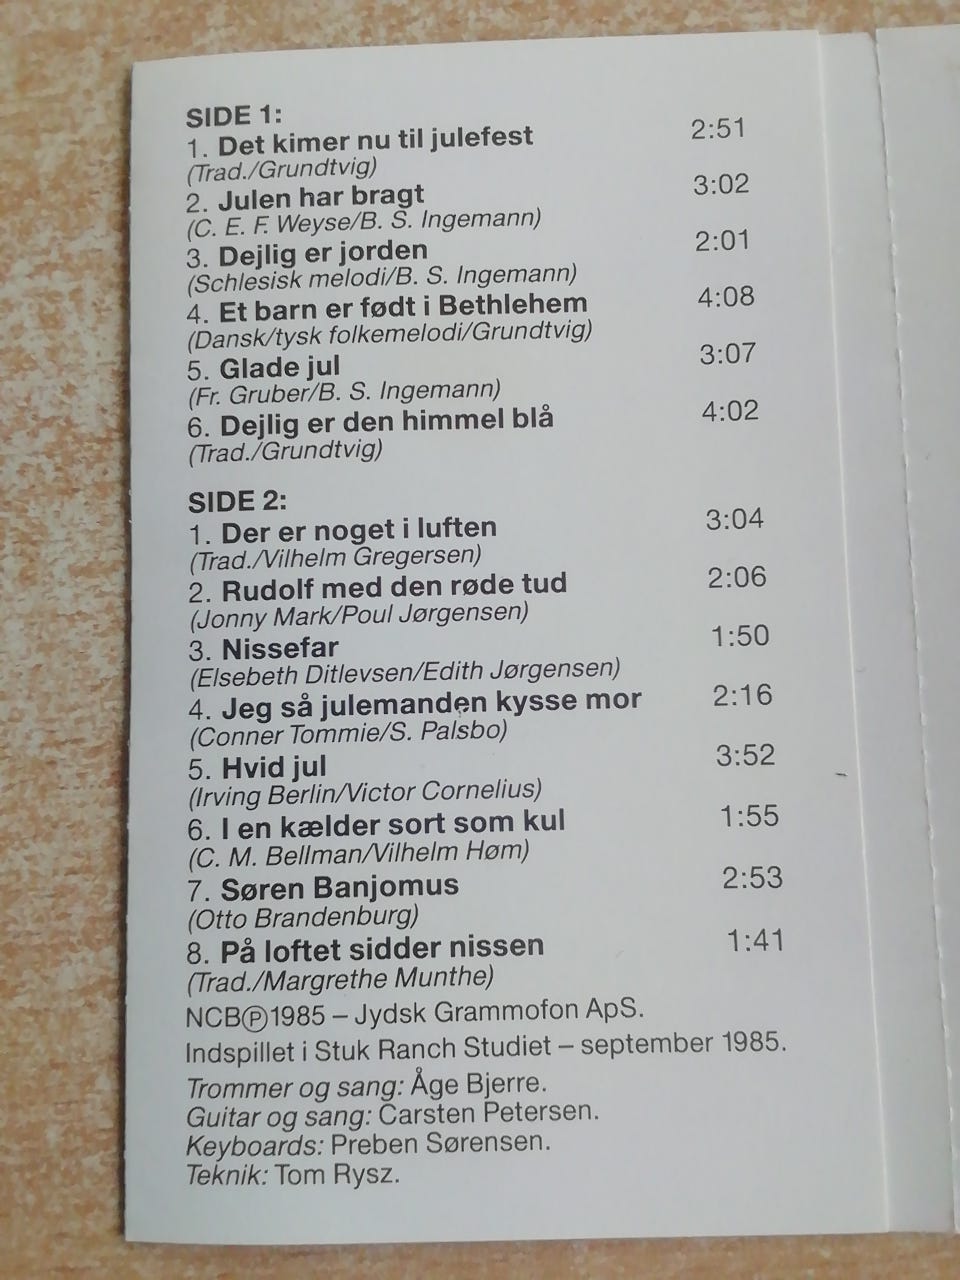 SIDE 1:
1. Det kimer nu til julefest 2:51
(Trad./Grundtvig)
2. Julen har bragt 3:02
(C. E. F. Weyse/B. S. Ingemann)
3. Dejlig er jorden 2:01
(Schlesisk melodi/B. S. Ingemann)
4. Et barn er født i Bethlehem 4:08
(Dansk/tysk folkemelodi/Grundtvig)
5. Glade jul 3:07
(Fr. Gruber/B. S. Ingemann)
6. Dejlig er den himmel blå 4:02
(Trad./Grundtvig)
SIDE 2:
1. Der er noget i luften 3:04
(Trad./Vilhelm Gregersen)
2. Rudolf med den røde tud 2:06
(Jonny Mark/Poul Jørgensen)
3. Nissefar 1:50
(Elsebeth Ditlevsen/Edith Jørgensen)
4. Jeg så julemanden kysse mor 2:16
(Conner Tommie/S. Palsbo)
5. Hvid jul 3:52
(Irving Berlin/Victor Cornelius)
6. I en kælder sort som kul 1:55
(C. M. Bellman/Vilhelm Høm)
7. Søren Banjomus 2:53
(Otto Brandenburg)
8. På loftet sidder nissen 1:41
(Trad./Margrethe Munthe)
NCBⓅ1985 – Jydsk Grammofon ApS.
Indspillet i Stuk Ranch Studiet – september 1985.
Trommer og sang: Åge Bjerre.
Guitar og sang: Carsten Petersen.
Keyboards: Preben Sørensen.
Teknik: Tom Rysz.